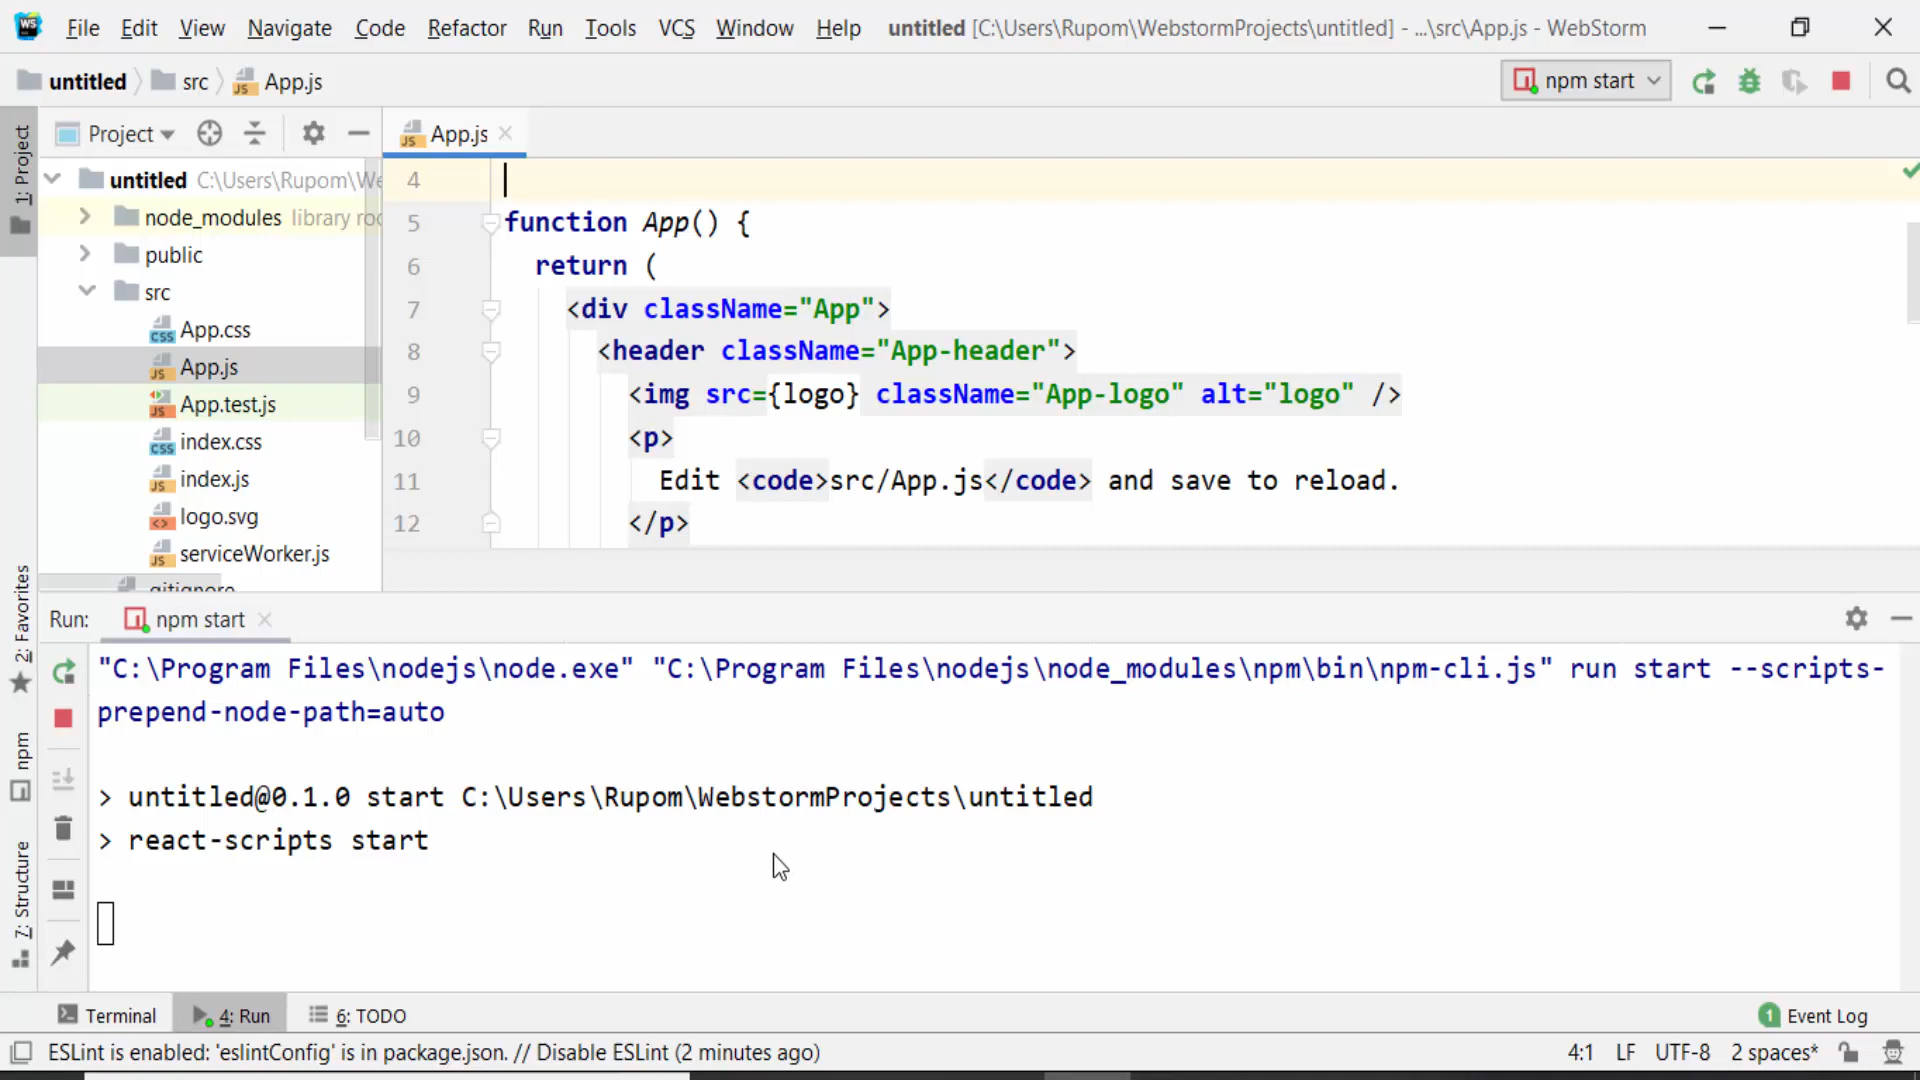 WS File Edit View Navigate Code Refactor Run Tools VCS Window Help untitled [C:\Users\Rupom\WebstormProjects\untitled] - ...\src\App.js - WebStorm
untitled src App.js
npm start
1: Project
Project
App.js
untitled C:\Users\Rupom\We
node_modules library roo
public
src
App.css
App.js
App.test.js
index.css
index.js
logo.svg
serviceWorker.js
.gitignore
4
5 function App() {
6 return (
7 <div className="App">
8 <header className="App-header">
9 <img src={logo} className="App-logo" alt="logo" />
10 <p>
11 Edit <code>src/App.js</code> and save to reload.
12 </p>
2: Favorites
npm
7: Structure
Run: npm start
"C:\Program Files\nodejs\node.exe" "C:\Program Files\nodejs\node_modules\npm\bin\npm-cli.js" run start --scripts-
prepend-node-path=auto
> untitled@0.1.0 start C:\Users\Rupom\WebstormProjects\untitled
> react-scripts start
Terminal 4: Run 6: TODO
1 Event Log
ESLint is enabled: 'eslintConfig' is in package.json. // Disable ESLint (2 minutes ago)
4:1 LF UTF-8 2 spaces*